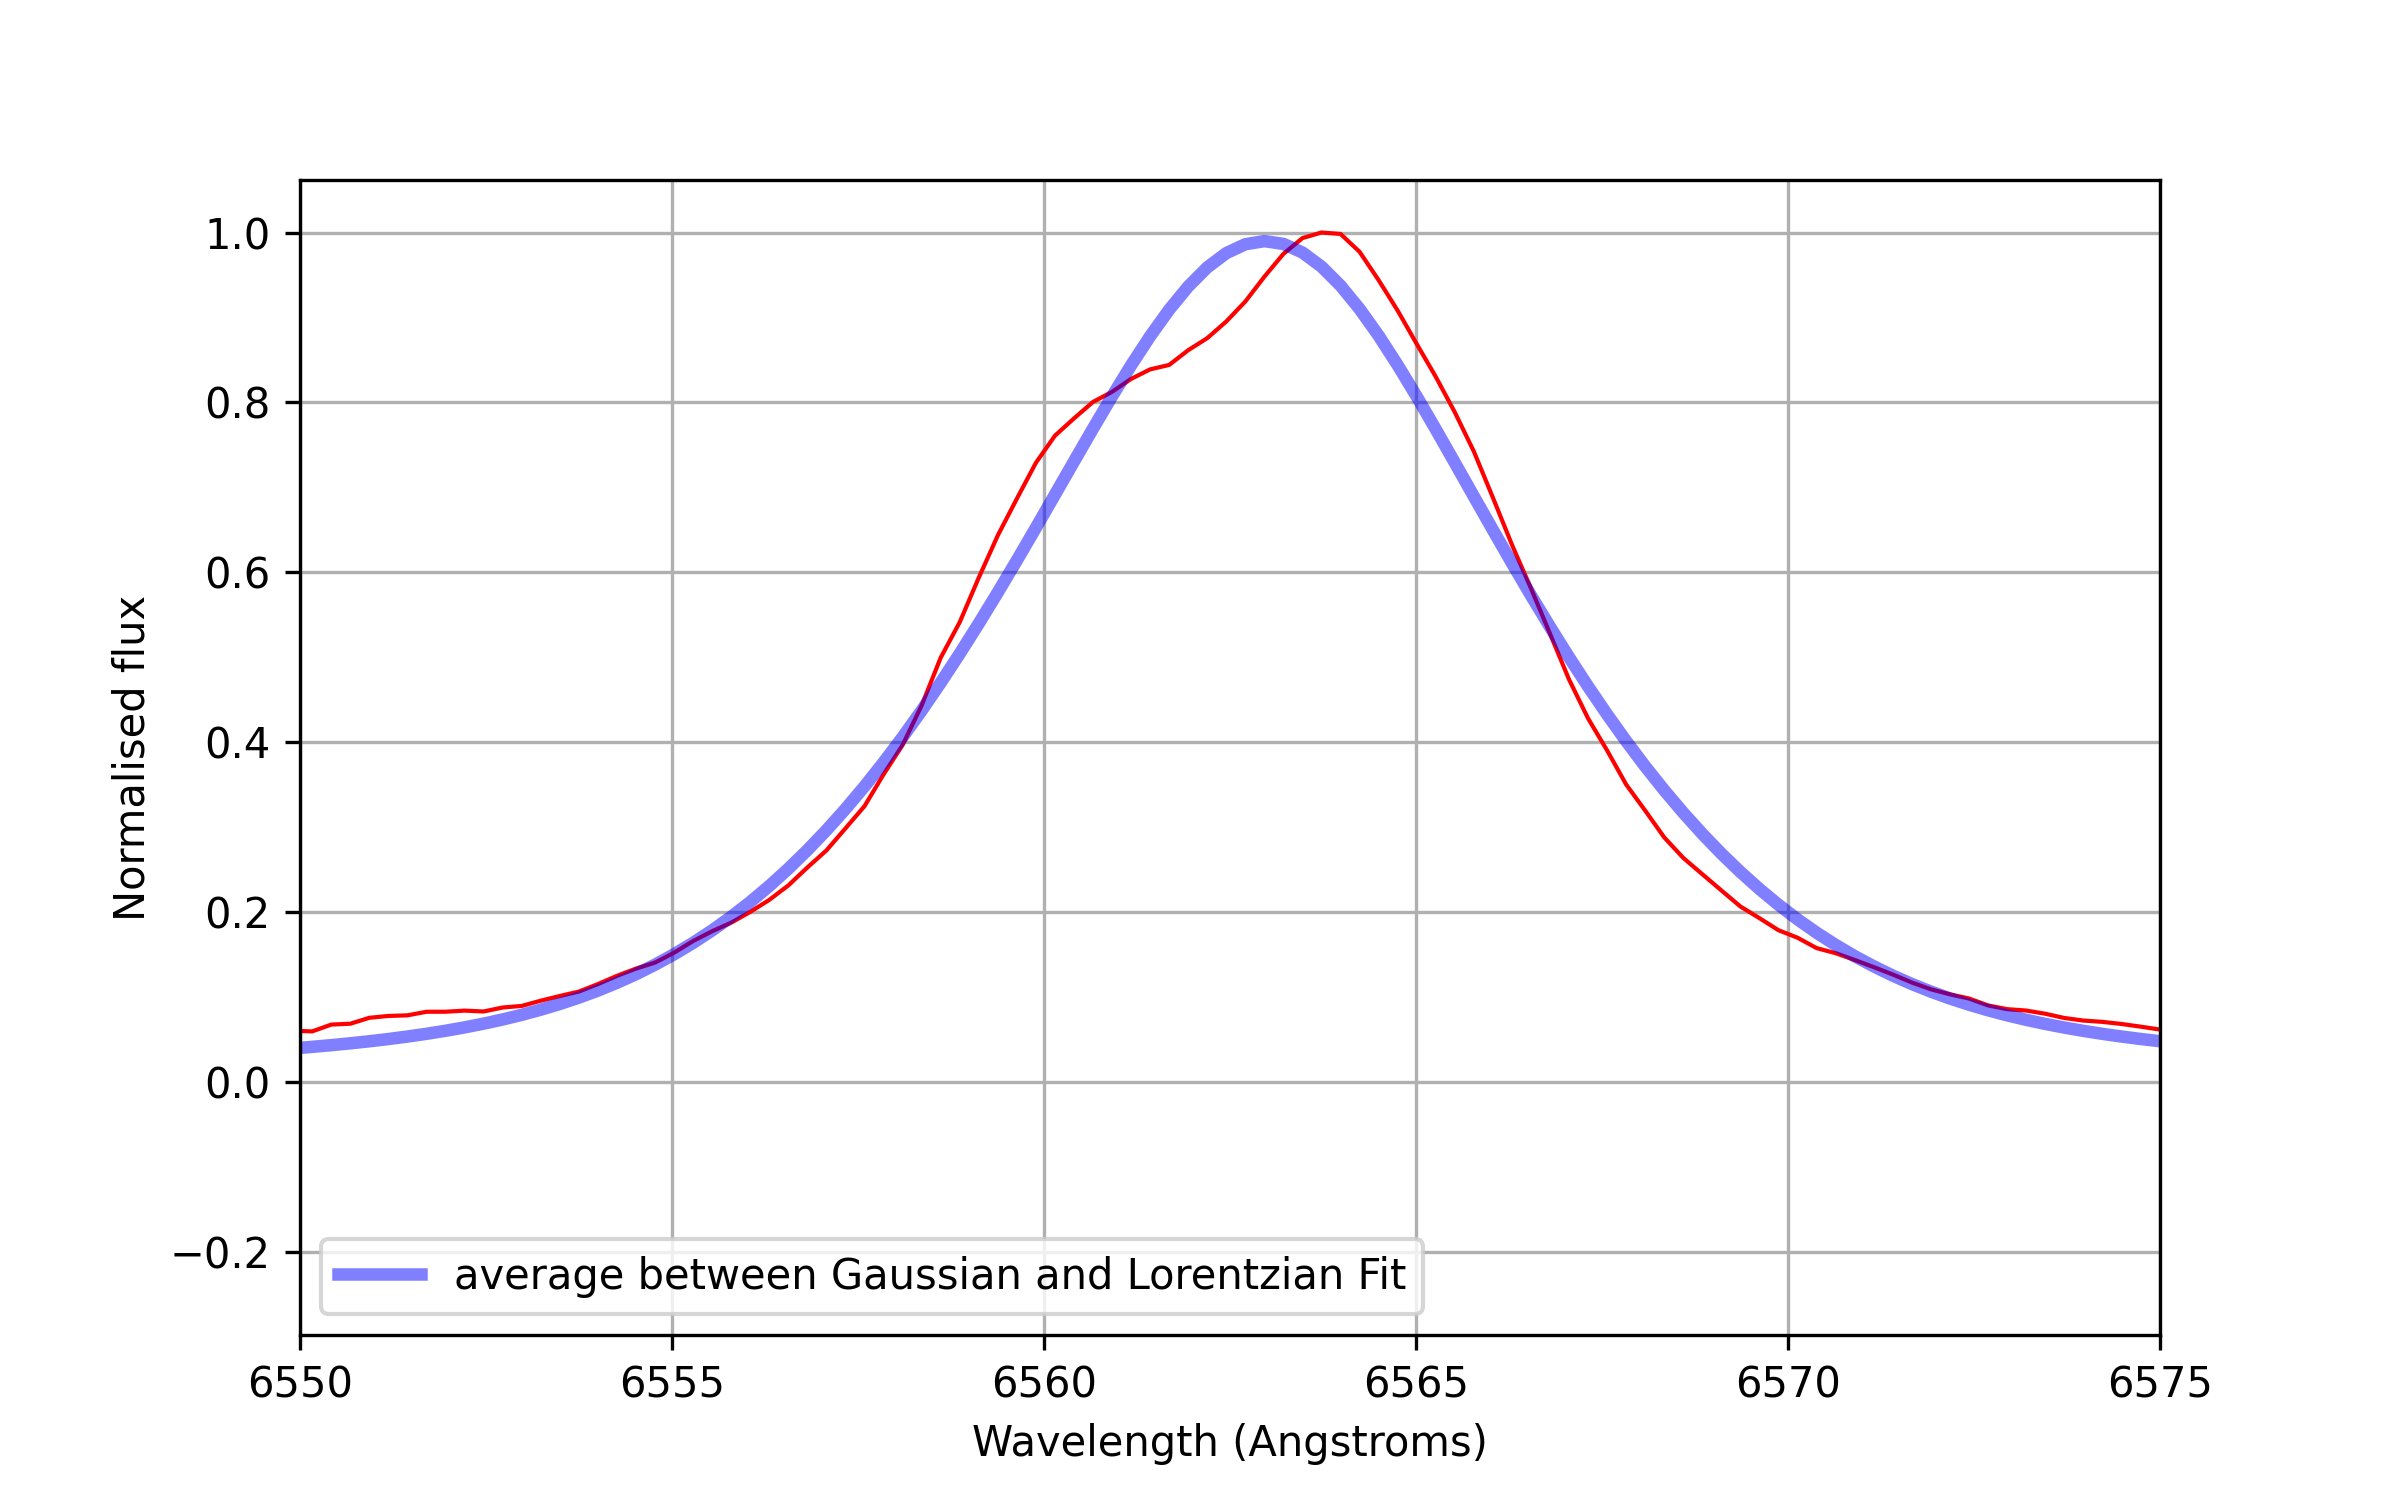 1.0
0.8
0.6
0.4
0.2
0.0
−0.2
Normalised flux
average between Gaussian and Lorentzian Fit
6550 6555 6560 6565 6570 6575
Wavelength (Angstroms)